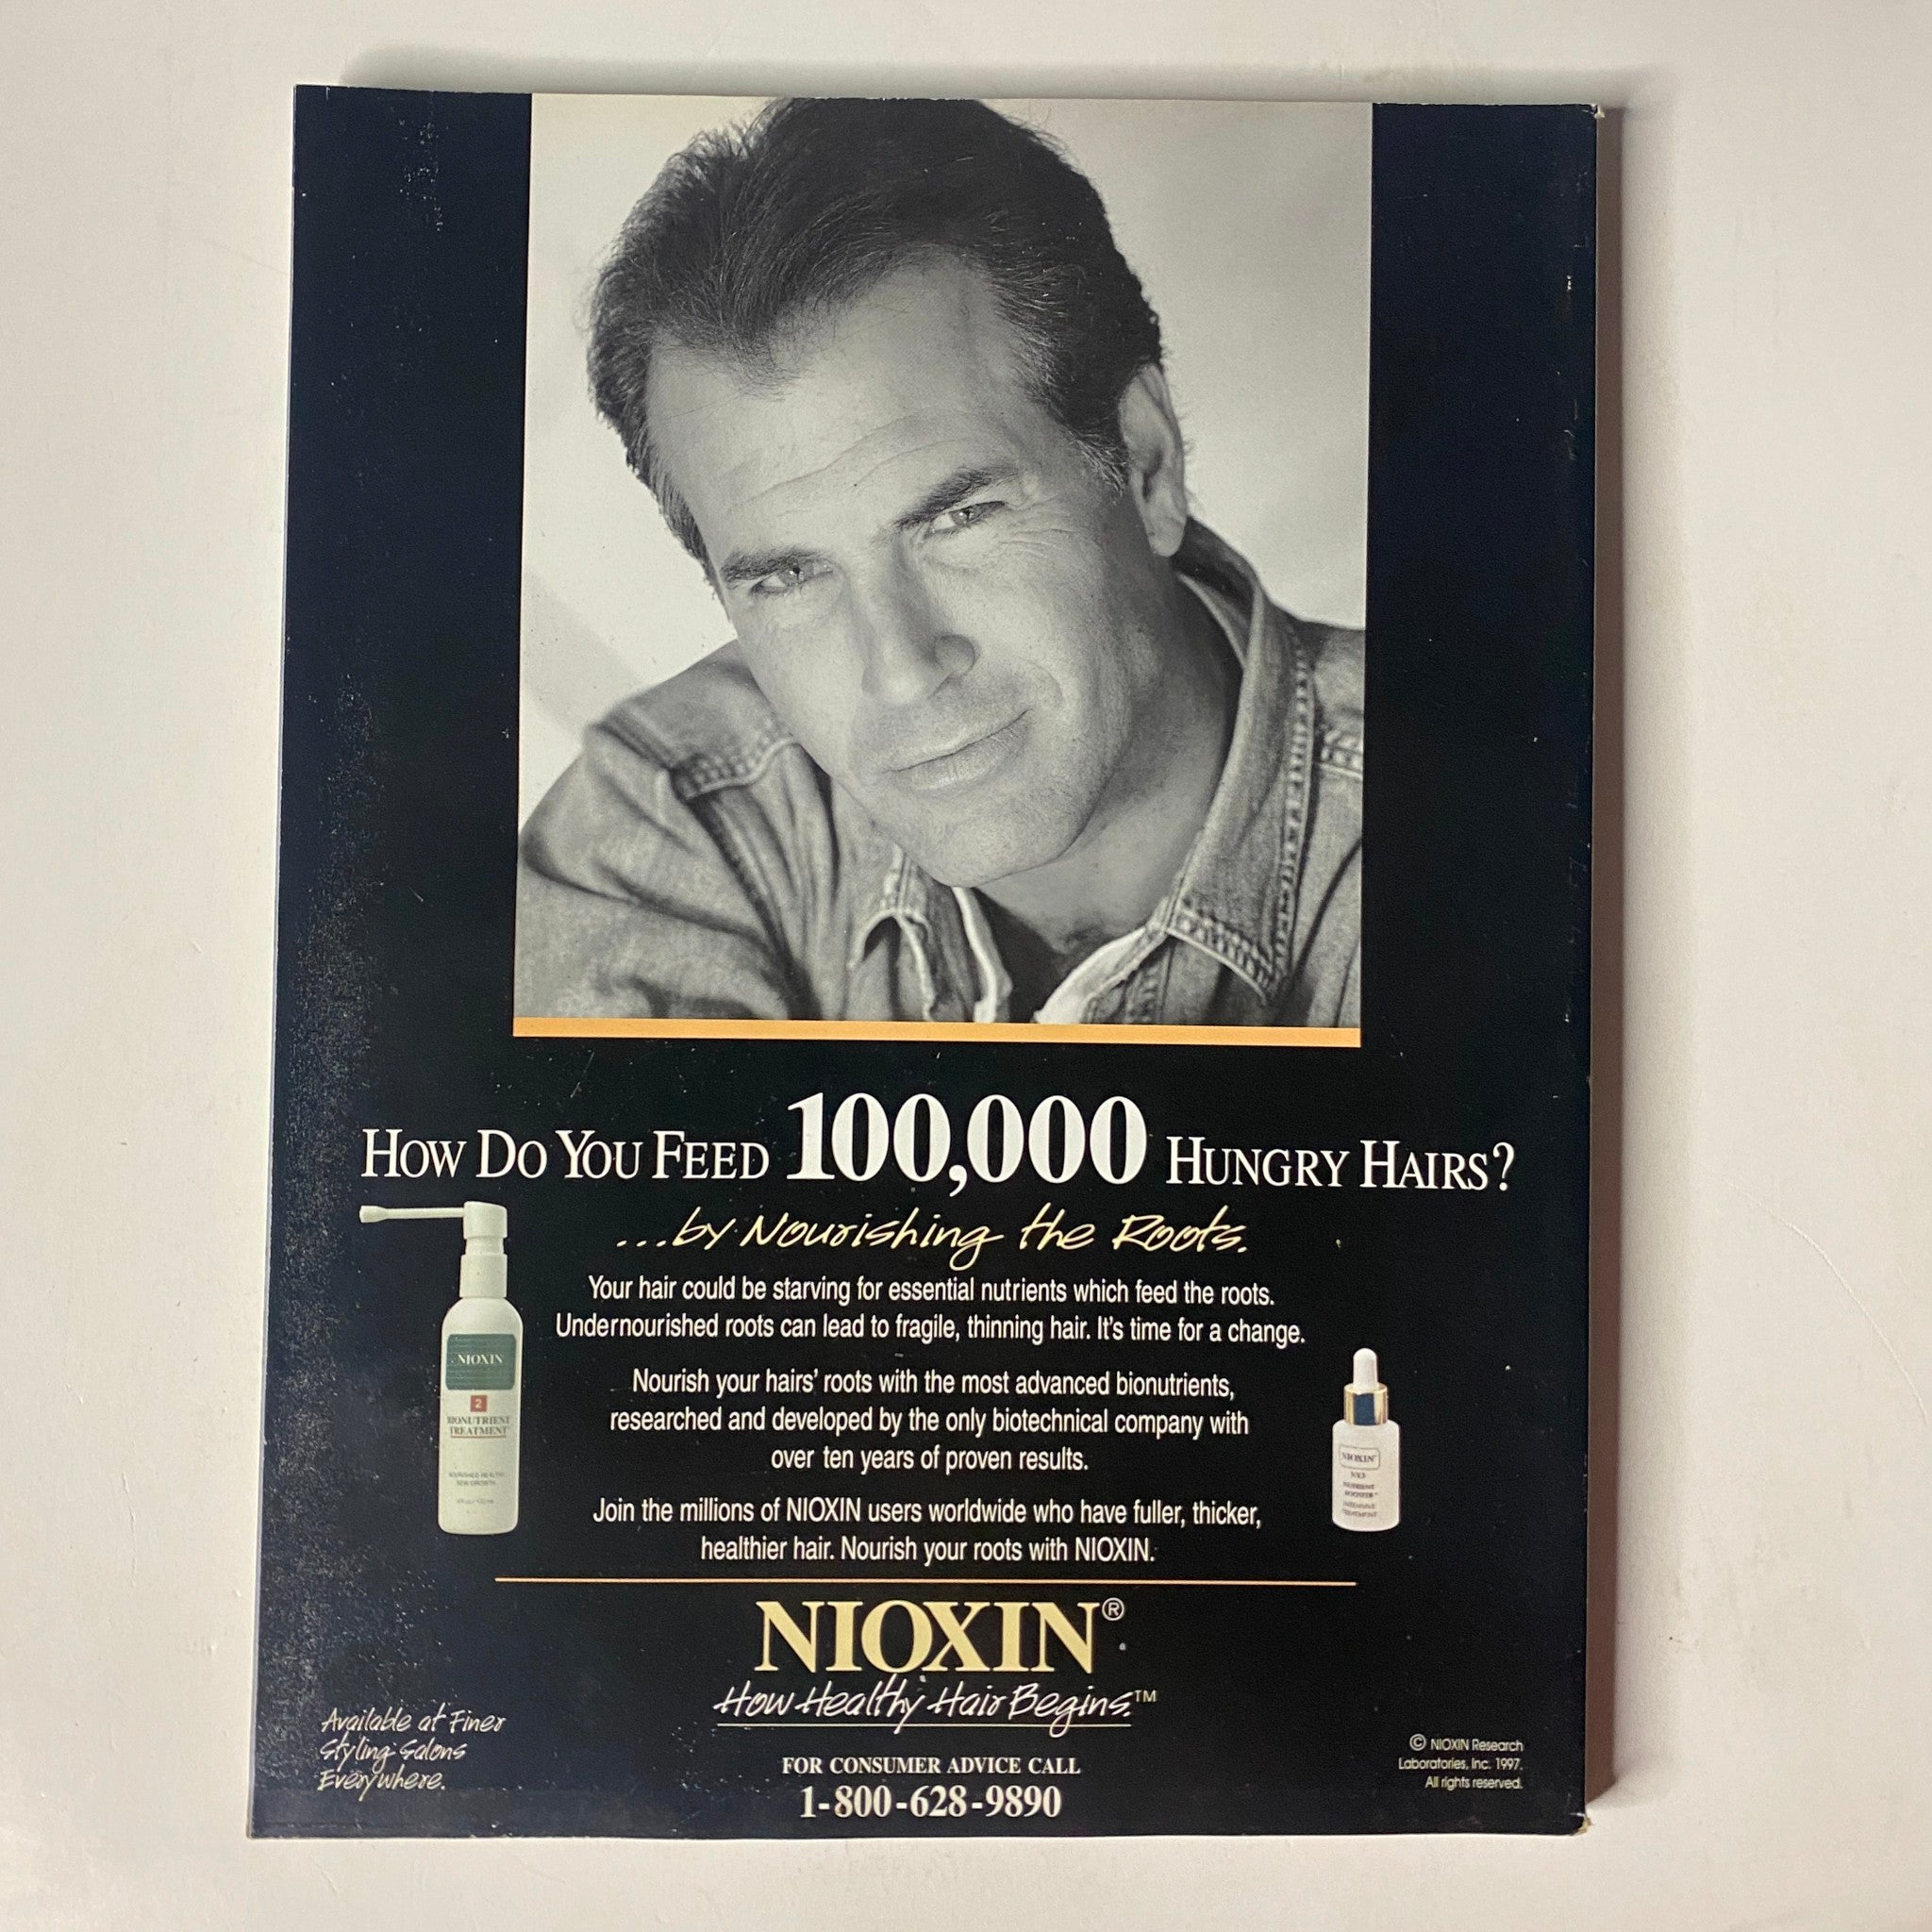 HOW DO YOU FEED 100,000 HUNGRY HAIRS?
...by Nourishing the Roots.
Your hair could be starving for essential nutrients which feed the roots.
Undernourished roots can lead to fragile, thinning hair. It's time for a change.
Nourish your hairs' roots with the most advanced bionutrients,
researched and developed by the only biotechnical company with
over ten years of proven results.
Join the millions of NIOXIN users worldwide who have fuller, thicker,
healthier hair. Nourish your roots with NIOXIN.
NIOXIN
2
BIONUTRIENT
TREATMENT
NIOXIN
NUTRIENT
BOOSTER
INTENSIVE
TREATMENT
NIOXIN®
How Healthy Hair Begins.™
Available at Finer
Styling Salons
Everywhere.
FOR CONSUMER ADVICE CALL
1-800-628-9890
© NIOXIN Research
Laboratories, Inc. 1997.
All rights reserved.